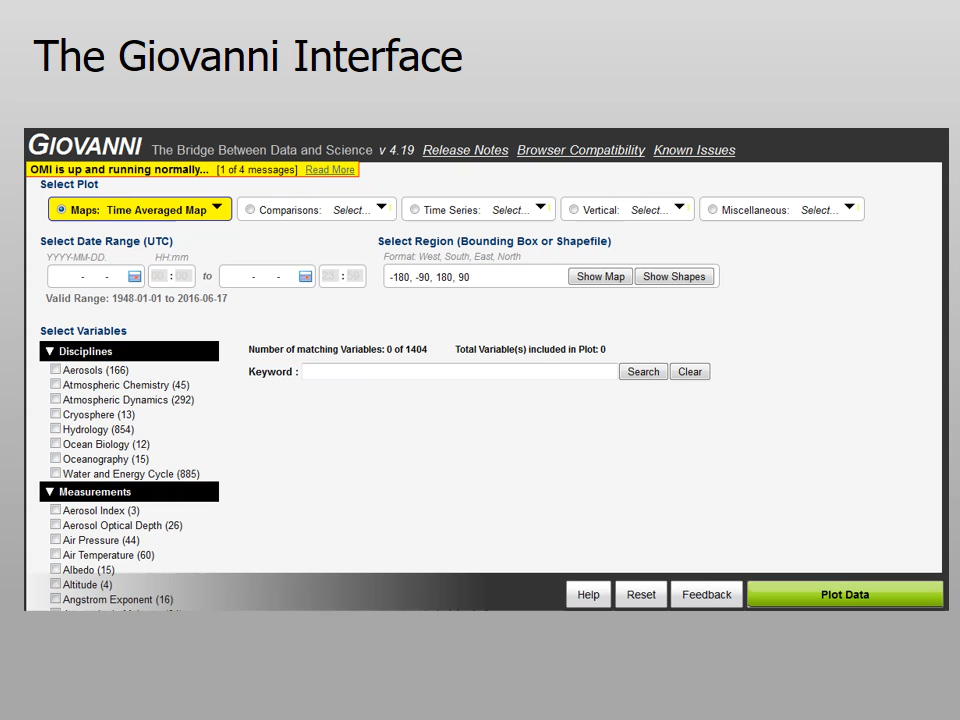 The Giovanni Interface
GIOVANNI The Bridge Between Data and Science v 4.19 Release Notes Browser Compatibility Known Issues
OMI is up and running normally... [1 of 4 messages] Read More
Select Plot
Maps: Time Averaged Map Comparisons: Select... Time Series: Select... Vertical: Select... Miscellaneous: Select...
Select Date Range (UTC) Select Region (Bounding Box or Shapefile)
YYYY-MM-DD. HH:mm Format: West, South, East, North
- - 00 : 00 to - - 23 : 59 -180, -90, 180, 90 Show Map Show Shapes
Valid Range: 1948-01-01 to 2016-06-17
Select Variables
▼ Disciplines Number of matching Variables: 0 of 1404 Total Variable(s) included in Plot: 0
Aerosols (166) Keyword : Search Clear
Atmospheric Chemistry (45)
Atmospheric Dynamics (292)
Cryosphere (13)
Hydrology (854)
Ocean Biology (12)
Oceanography (15)
Water and Energy Cycle (885)
▼ Measurements
Aerosol Index (3)
Aerosol Optical Depth (26)
Air Pressure (44)
Air Temperature (60)
Albedo (15)
Altitude (4)
Angstrom Exponent (16)
Help Reset Feedback Plot Data